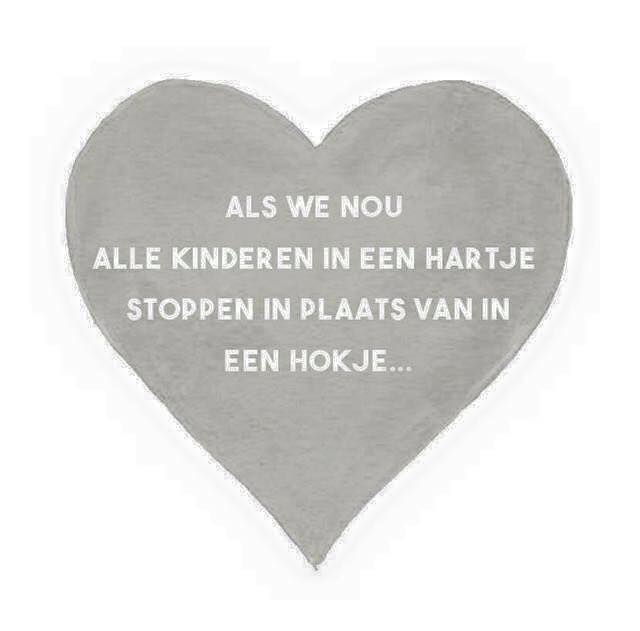 ALS WE NOU
ALLE KINDEREN IN EEN HARTJE
STOPPEN IN PLAATS VAN IN
EEN HOKJE...